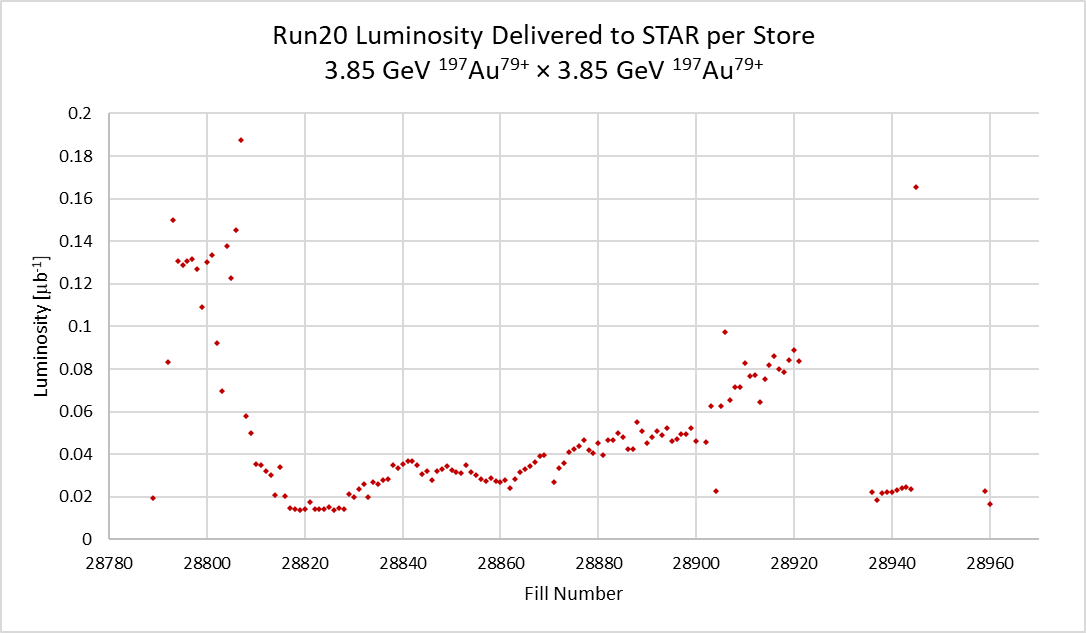 Run20 Luminosity Delivered to STAR per Store
3.85 GeV ¹⁹⁷Au⁷⁹⁺ × 3.85 GeV ¹⁹⁷Au⁷⁹⁺
0.2
0.18
0.16
0.14
0.12
0.1
0.08
0.06
0.04
0.02
0
Luminosity [μb⁻¹]
28780 28800 28820 28840 28860 28880 28900 28920 28940 28960
Fill Number